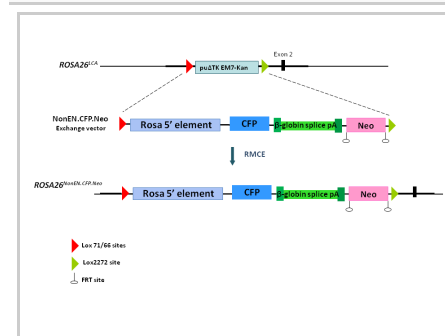 Exon 2
ROSA26LCA
puΔTK EM7-Kan
NonEN.CFP.Neo
Exchange vector
Rosa 5' element
CFP
β-globin splice pA
Neo
RMCE
ROSA26NonEN.CFP.Neo
Rosa 5' element
CFP
β-globin splice pA
Neo
Lox 71/66 sites
Lox2272 site
FRT site